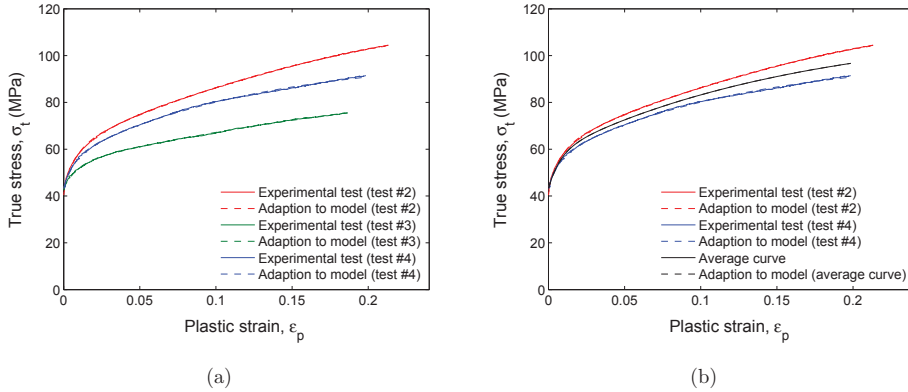 120
100
80
60
40
20
0
0
0.05
0.1
0.15
0.2
True stress, σt (MPa)
Plastic strain, εp
Experimental test (test #2)
Adaption to model (test #2)
Experimental test (test #3)
Adaption to model (test #3)
Experimental test (test #4)
Adaption to model (test #4)
(a)
120
100
80
60
40
20
0
0
0.05
0.1
0.15
0.2
True stress, σt (MPa)
Plastic strain, εp
Experimental test (test #2)
Adaption to model (test #2)
Experimental test (test #4)
Adaption to model (test #4)
Average curve
Adaption to model (average curve)
(b)